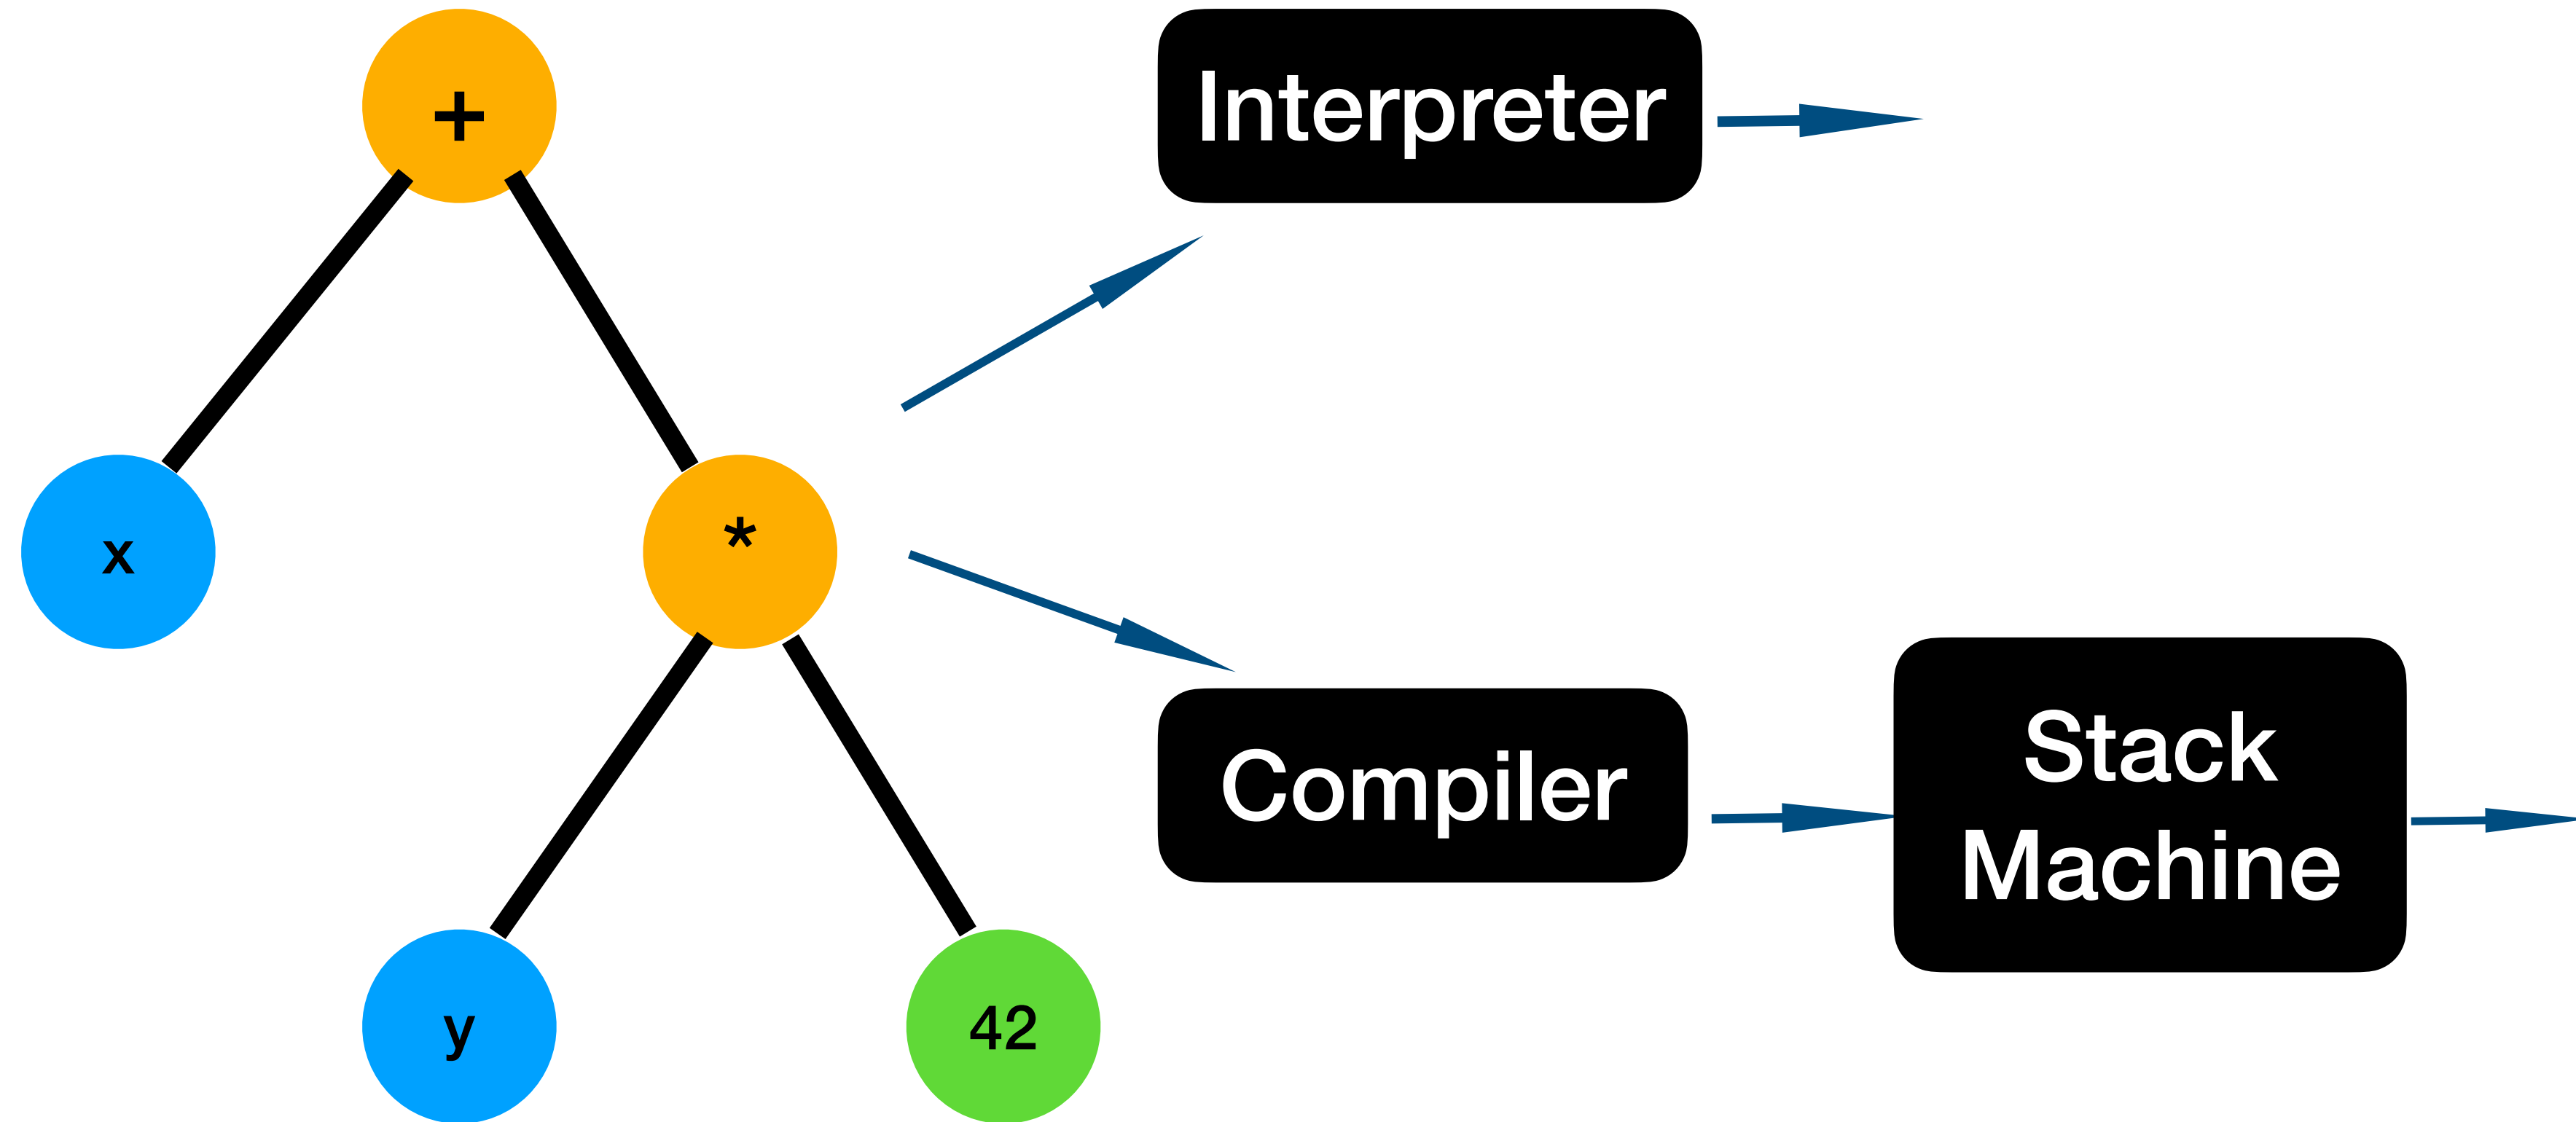 +
x
*
y
42
Interpreter
Compiler
Stack
Machine